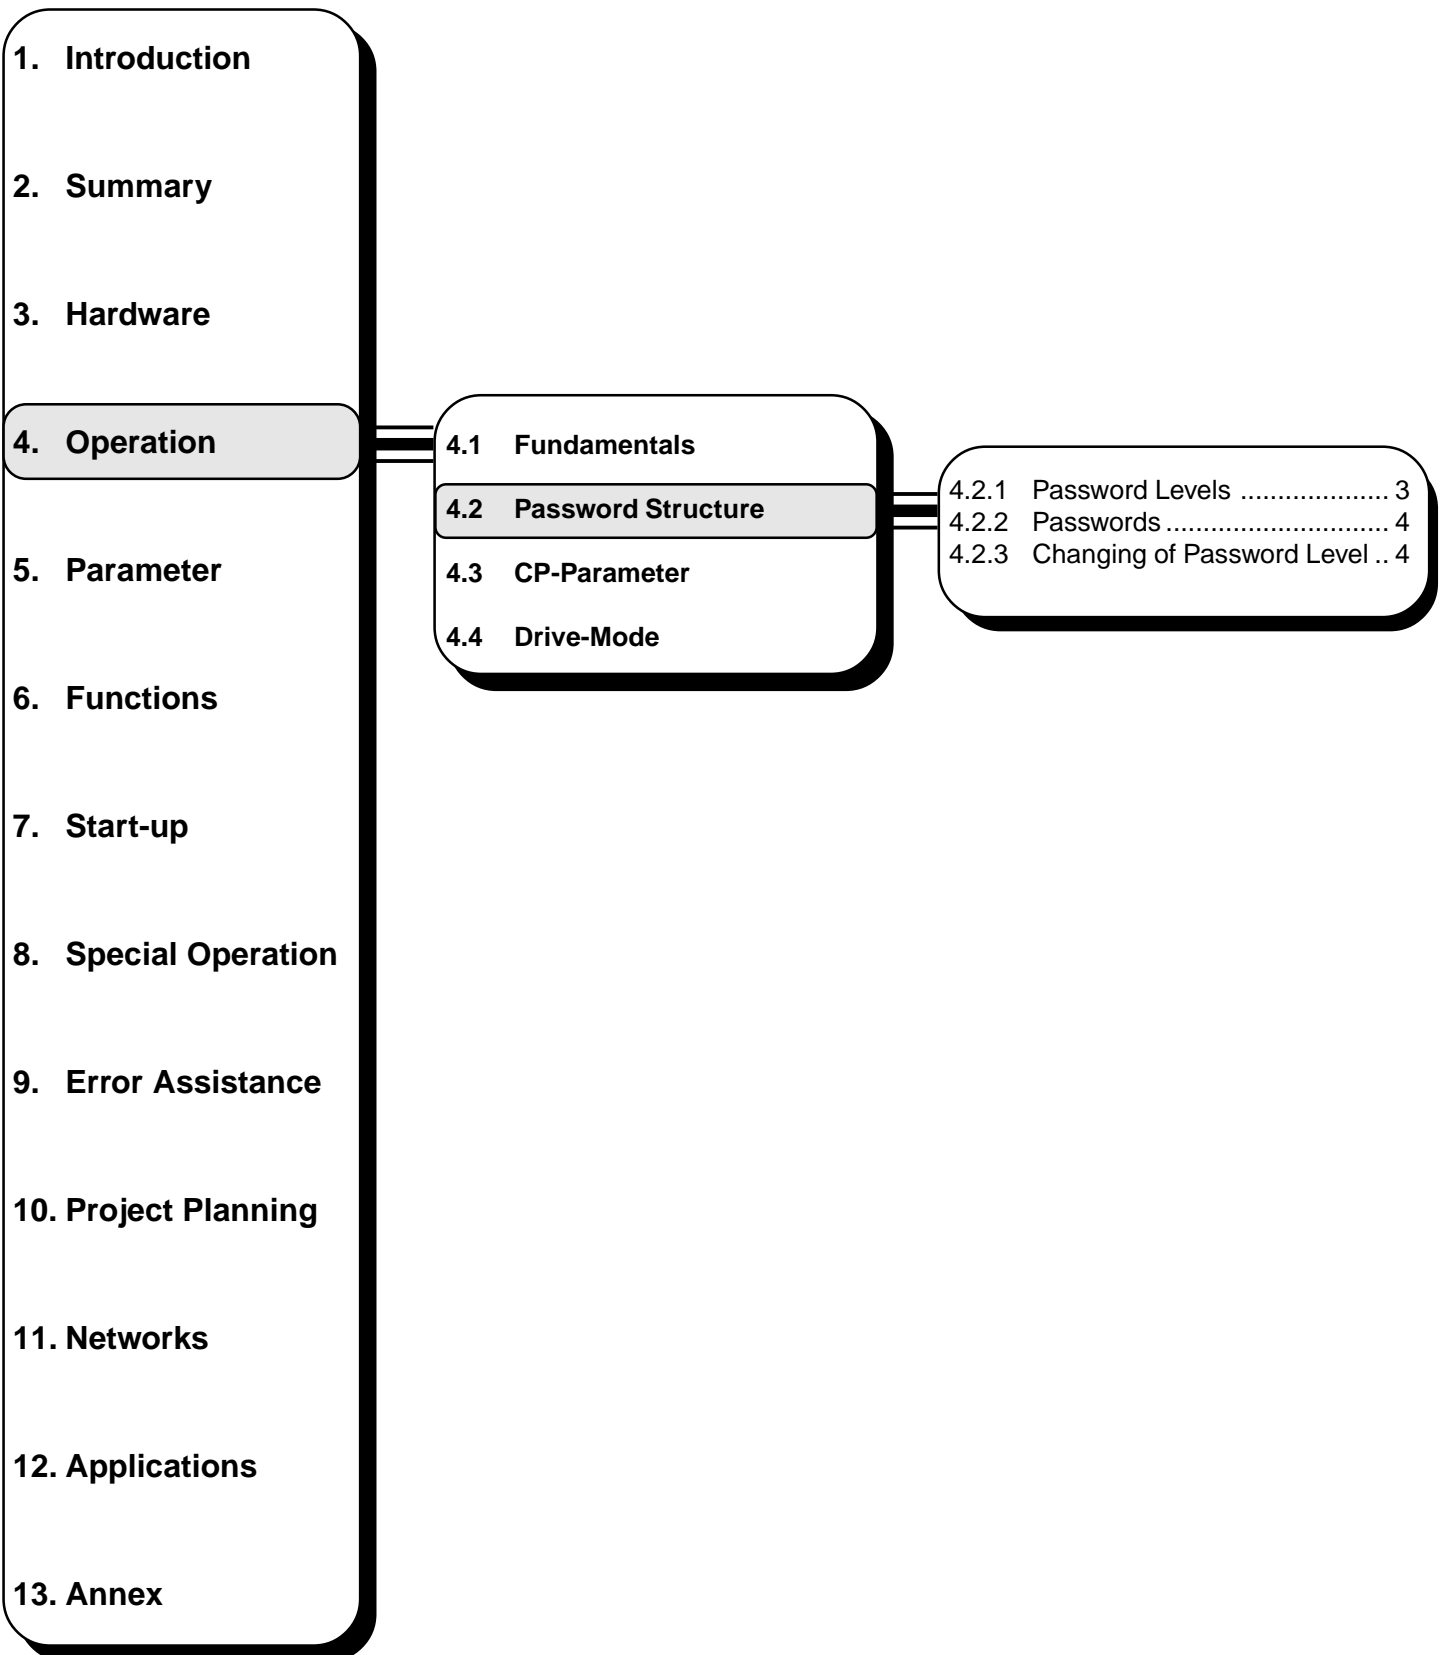 1. Introduction
2. Summary
3. Hardware
4. Operation
5. Parameter
6. Functions
7. Start-up
8. Special Operation
9. Error Assistance
10. Project Planning
11. Networks
12. Applications
13. Annex
4.1 Fundamentals
4.2 Password Structure
4.3 CP-Parameter
4.4 Drive-Mode
4.2.1 Password Levels .................... 3
4.2.2 Passwords .............................. 4
4.2.3 Changing of Password Level .. 4